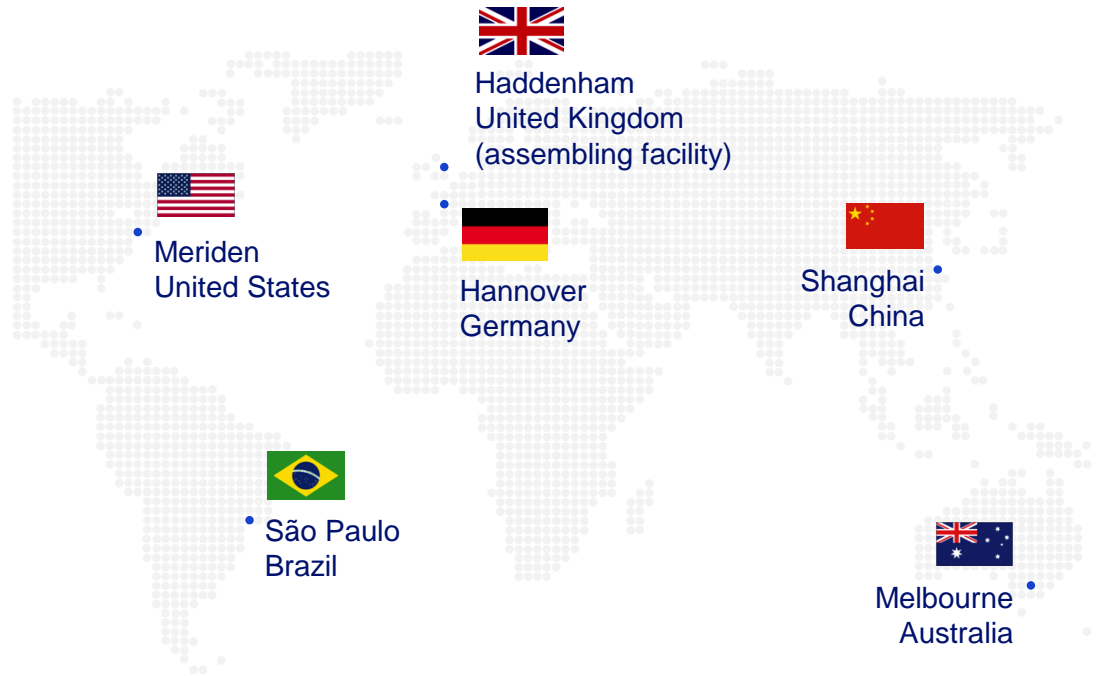 Haddenham
United Kingdom
(assembling facility)
Meriden
United States
Hannover
Germany
Shanghai
China
São Paulo
Brazil
Melbourne
Australia